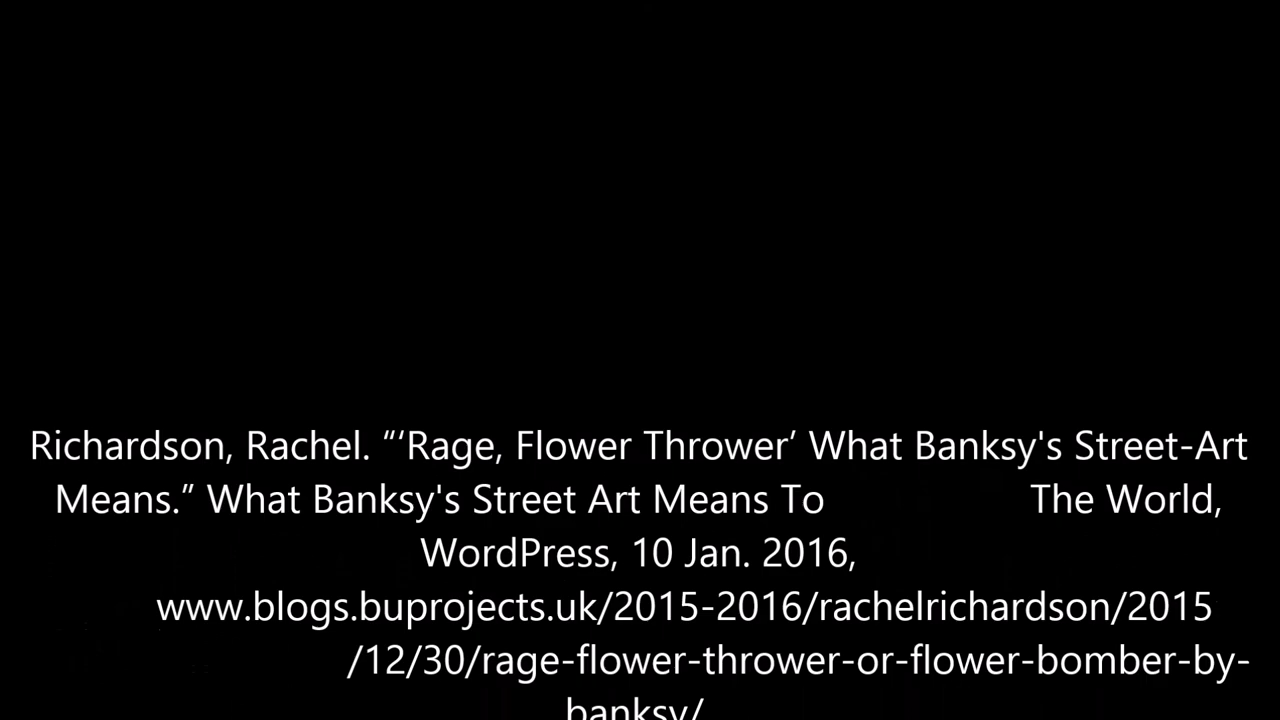 Richardson, Rachel. “‘Rage, Flower Thrower’ What Banksy's Street-Art
Means.” What Banksy's Street Art Means To The World,
WordPress, 10 Jan. 2016,
www.blogs.buprojects.uk/2015-2016/rachelrichardson/2015
/12/30/rage-flower-thrower-or-flower-bomber-by-
banksy/